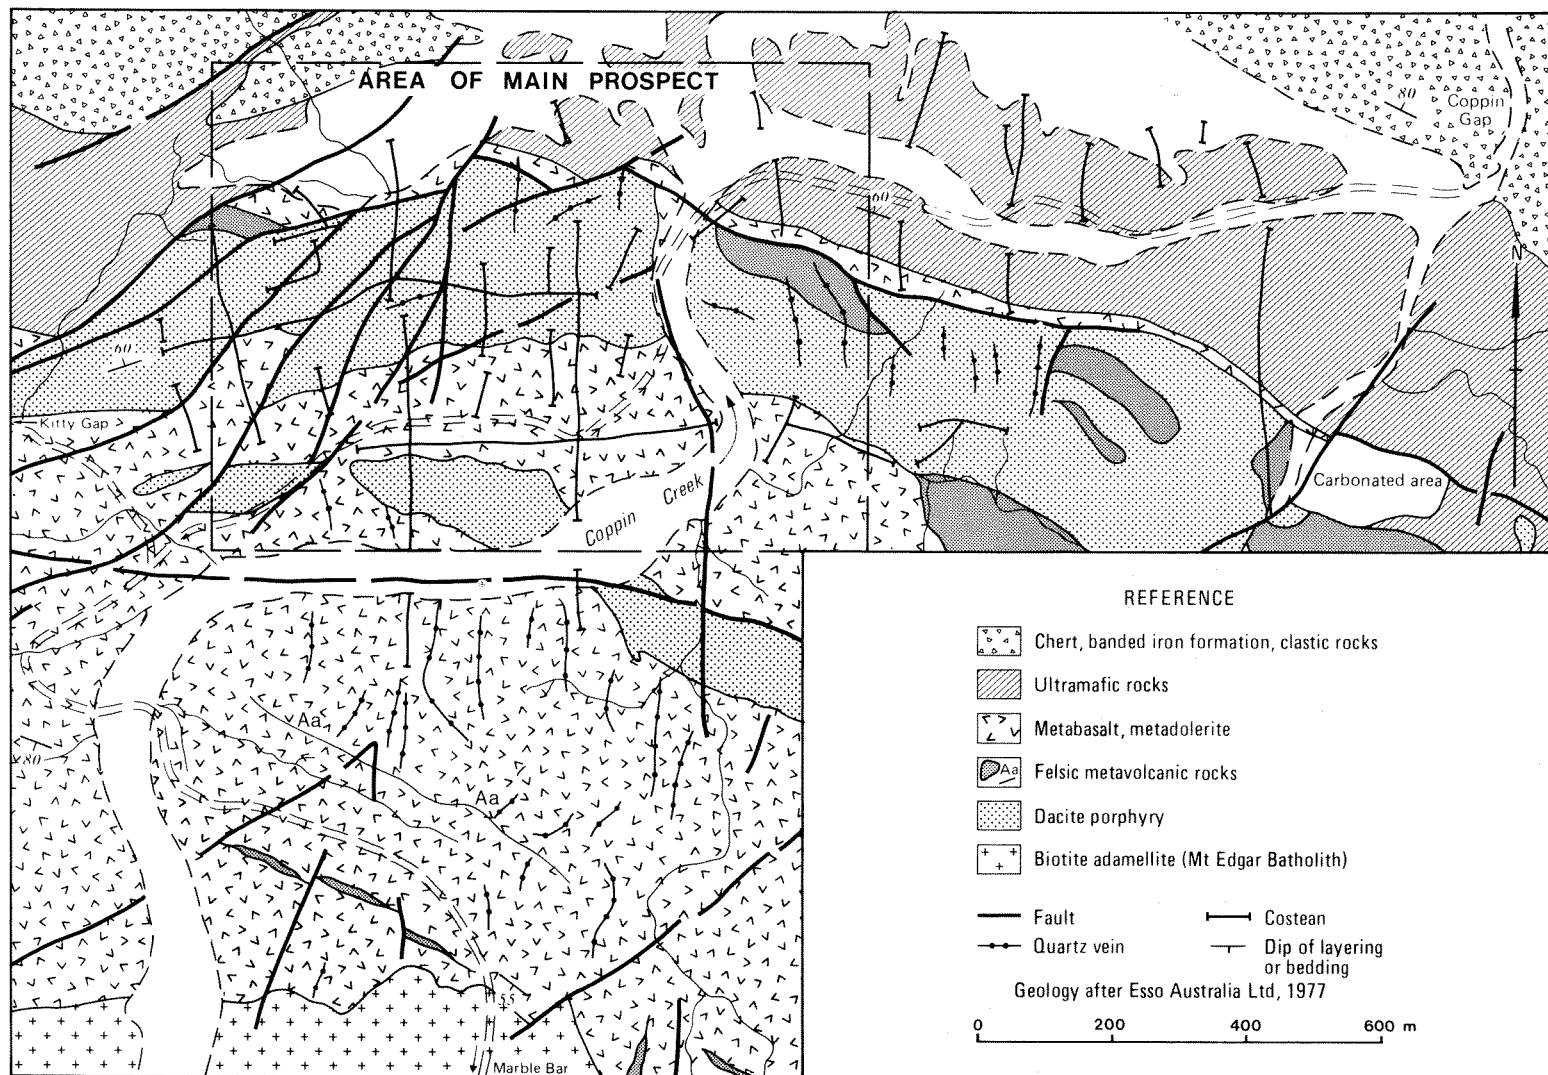 AREA OF MAIN PROSPECT
80
Coppin
Gap
60
N
60
Kitty Gap
Carbonated area
Coppin Creek
Aa
80
Aa
55
Marble Bar
REFERENCE
Chert, banded iron formation, clastic rocks
Ultramafic rocks
Metabasalt, metadolerite
Aa Felsic metavolcanic rocks
Dacite porphyry
Biotite adamellite (Mt Edgar Batholith)
Fault
Costean
Quartz vein
Dip of layering
or bedding
Geology after Esso Australia Ltd, 1977
0 200 400 600 m